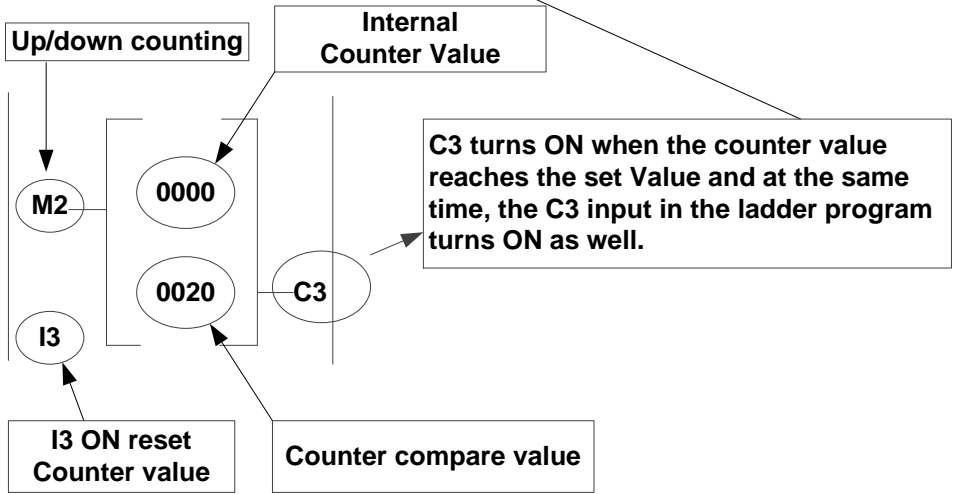 Up/down counting
Internal
Counter Value
M2
0000
0020
C3
I3
C3 turns ON when the counter value
reaches the set Value and at the same
time, the C3 input in the ladder program
turns ON as well.
I3 ON reset
Counter value
Counter compare value